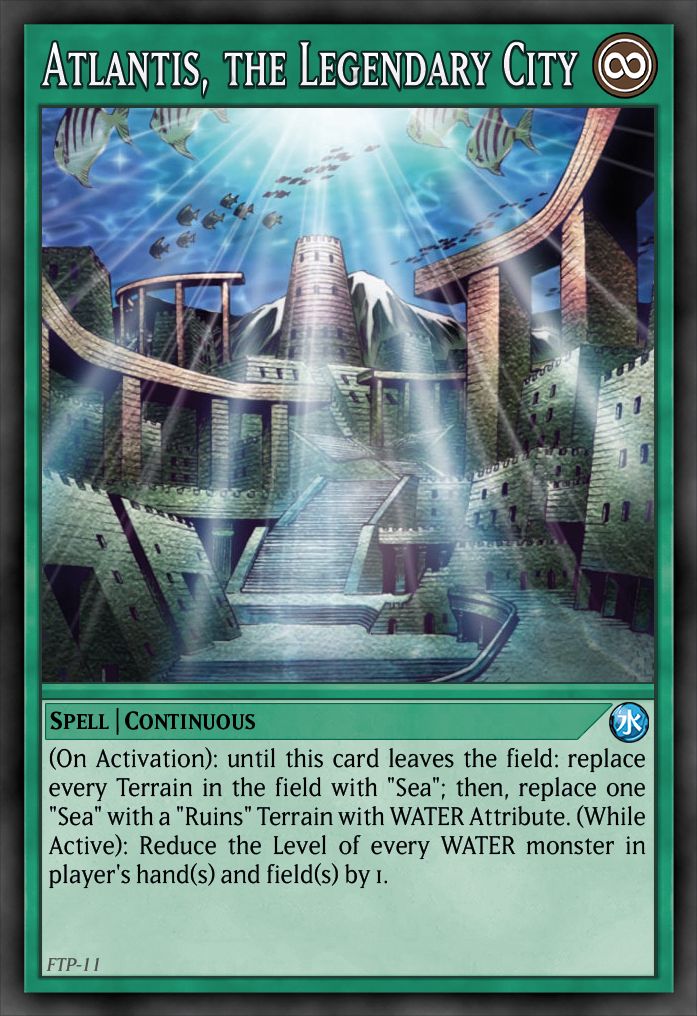 Atlantis, the Legendary City
Spell | Continuous
水
(On Activation): until this card leaves the field: replace
every Terrain in the field with "Sea"; then, replace one
"Sea" with a "Ruins" Terrain with WATER Attribute. (While
Active): Reduce the Level of every WATER monster in
player's hand(s) and field(s) by 1.
FTP-11